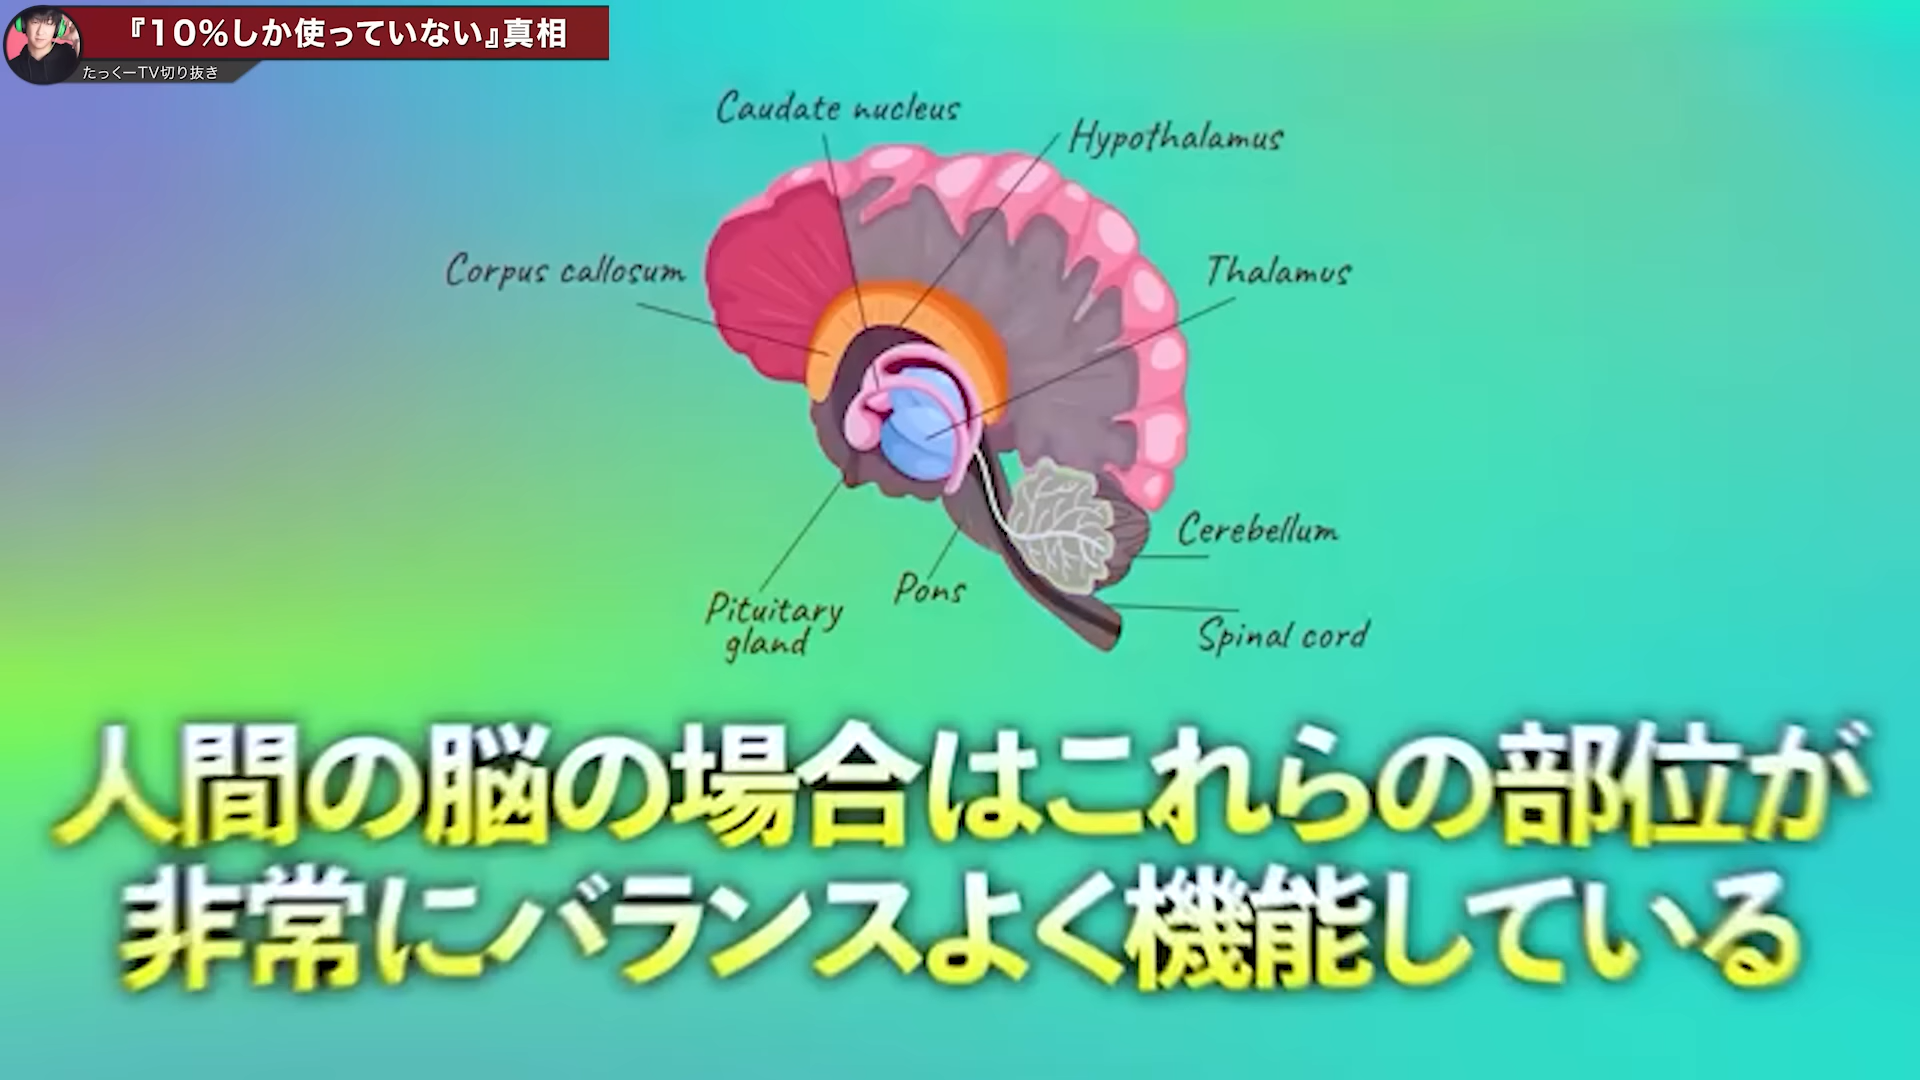 『10%しか使っていない』真相
たっくーTV切り抜き
Caudate nucleus
Hypothalamus
Corpus callosum
Thalamus
Cerebellum
Pituitary
gland
Pons
Spinal cord
人間の脳の場合はこれらの部位が
非常にバランスよく機能している